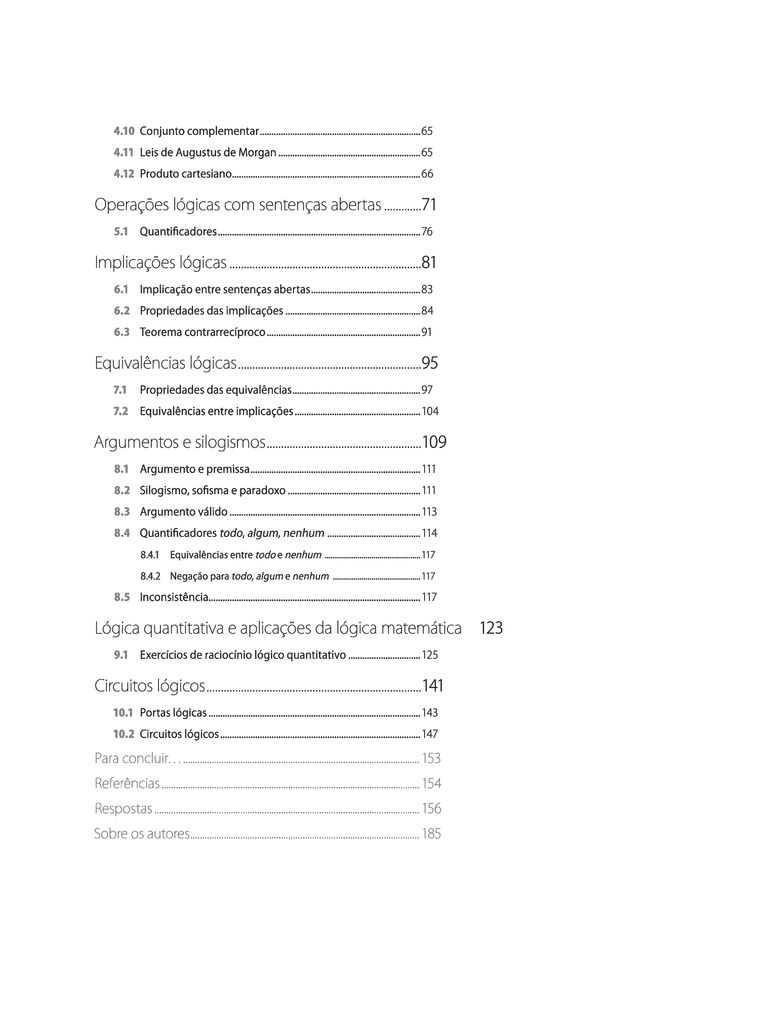 4.10 Conjunto complementar....................65
4.11 Leis de Augustus de Morgan....................65
4.12 Produto cartesiano....................66
Operações lógicas com sentenças abertas.............71
5.1 Quantificadores....................76
Implicações lógicas....................81
6.1 Implicação entre sentenças abertas....................83
6.2 Propriedades das implicações....................84
6.3 Teorema contrarrecíproco....................91
Equivalências lógicas....................95
7.1 Propriedades das equivalências....................97
7.2 Equivalências entre implicações....................104
Argumentos e silogismos....................109
8.1 Argumento e premissa....................111
8.2 Silogismo, sofisma e paradoxo....................111
8.3 Argumento válido....................113
8.4 Quantificadores todo, algum, nenhum....................114
8.4.1 Equivalências entre todo e nenhum....................117
8.4.2 Negação para todo, algum e nenhum....................117
8.5 Inconsistência....................117
Lógica quantitativa e aplicações da lógica matemática 123
9.1 Exercícios de raciocínio lógico quantitativo....................125
Circuitos lógicos....................141
10.1 Portas lógicas....................143
10.2 Circuitos lógicos....................147
Para concluir.......................153
Referências....................154
Respostas....................156
Sobre os autores....................185